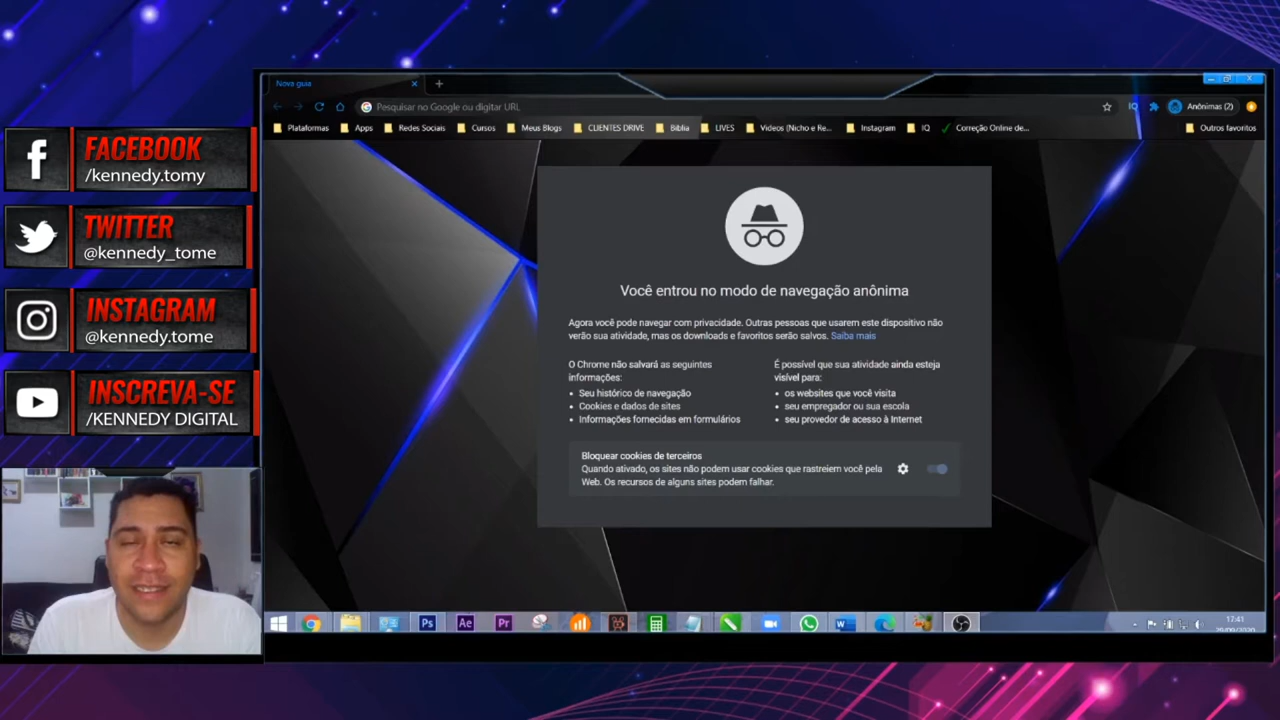 Nova guia
Pesquisar no Google ou digitar URL
Anônimas (2)
Plataformas
Apps
Redes Sociais
Cursos
Meus Blogs
CLIENTES DRIVE
Bíblia
LIVES
Vídeos (Nicho e Re...
Instagram
IQ
Correção Online de...
Outros favoritos
FACEBOOK
/kennedy.tomy
TWITTER
@kennedy_tome
INSTAGRAM
@kennedy.tome
INSCREVA-SE
/KENNEDY DIGITAL
Você entrou no modo de navegação anônima
Agora você pode navegar com privacidade. Outras pessoas que usarem este dispositivo não
verão sua atividade, mas os downloads e favoritos serão salvos. Saiba mais
O Chrome não salvará as seguintes
informações:
Seu histórico de navegação
Cookies e dados de sites
Informações fornecidas em formulários
É possível que sua atividade ainda esteja
visível para:
os websites que você visita
seu empregador ou sua escola
seu provedor de acesso à Internet
Bloquear cookies de terceiros
Quando ativado, os sites não podem usar cookies que rastreiem você pela
Web. Os recursos de alguns sites podem falhar.
Ps
Ae
Pr
17:41